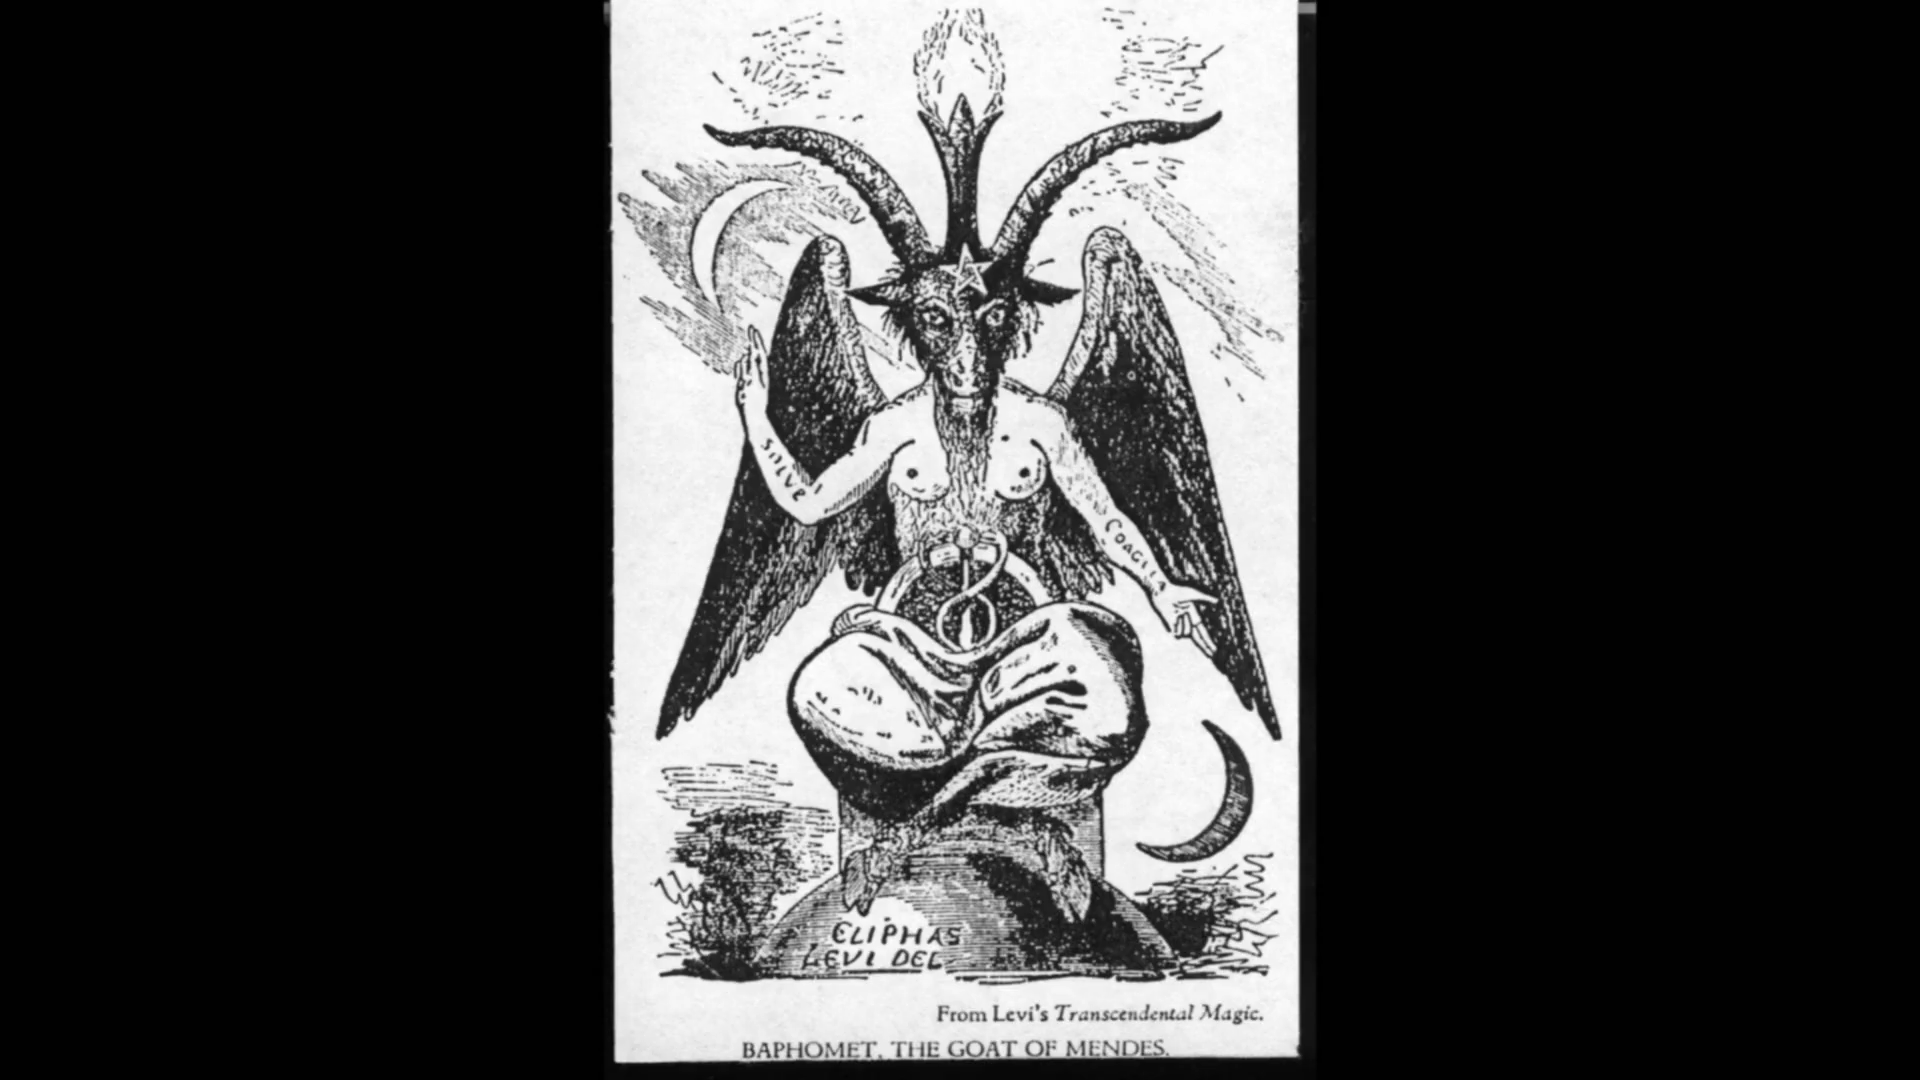 SOLVE
COAGULA
ELIPHAS
LEVI DEL
From Levi's Transcendental Magic.
BAPHOMET, THE GOAT OF MENDES.